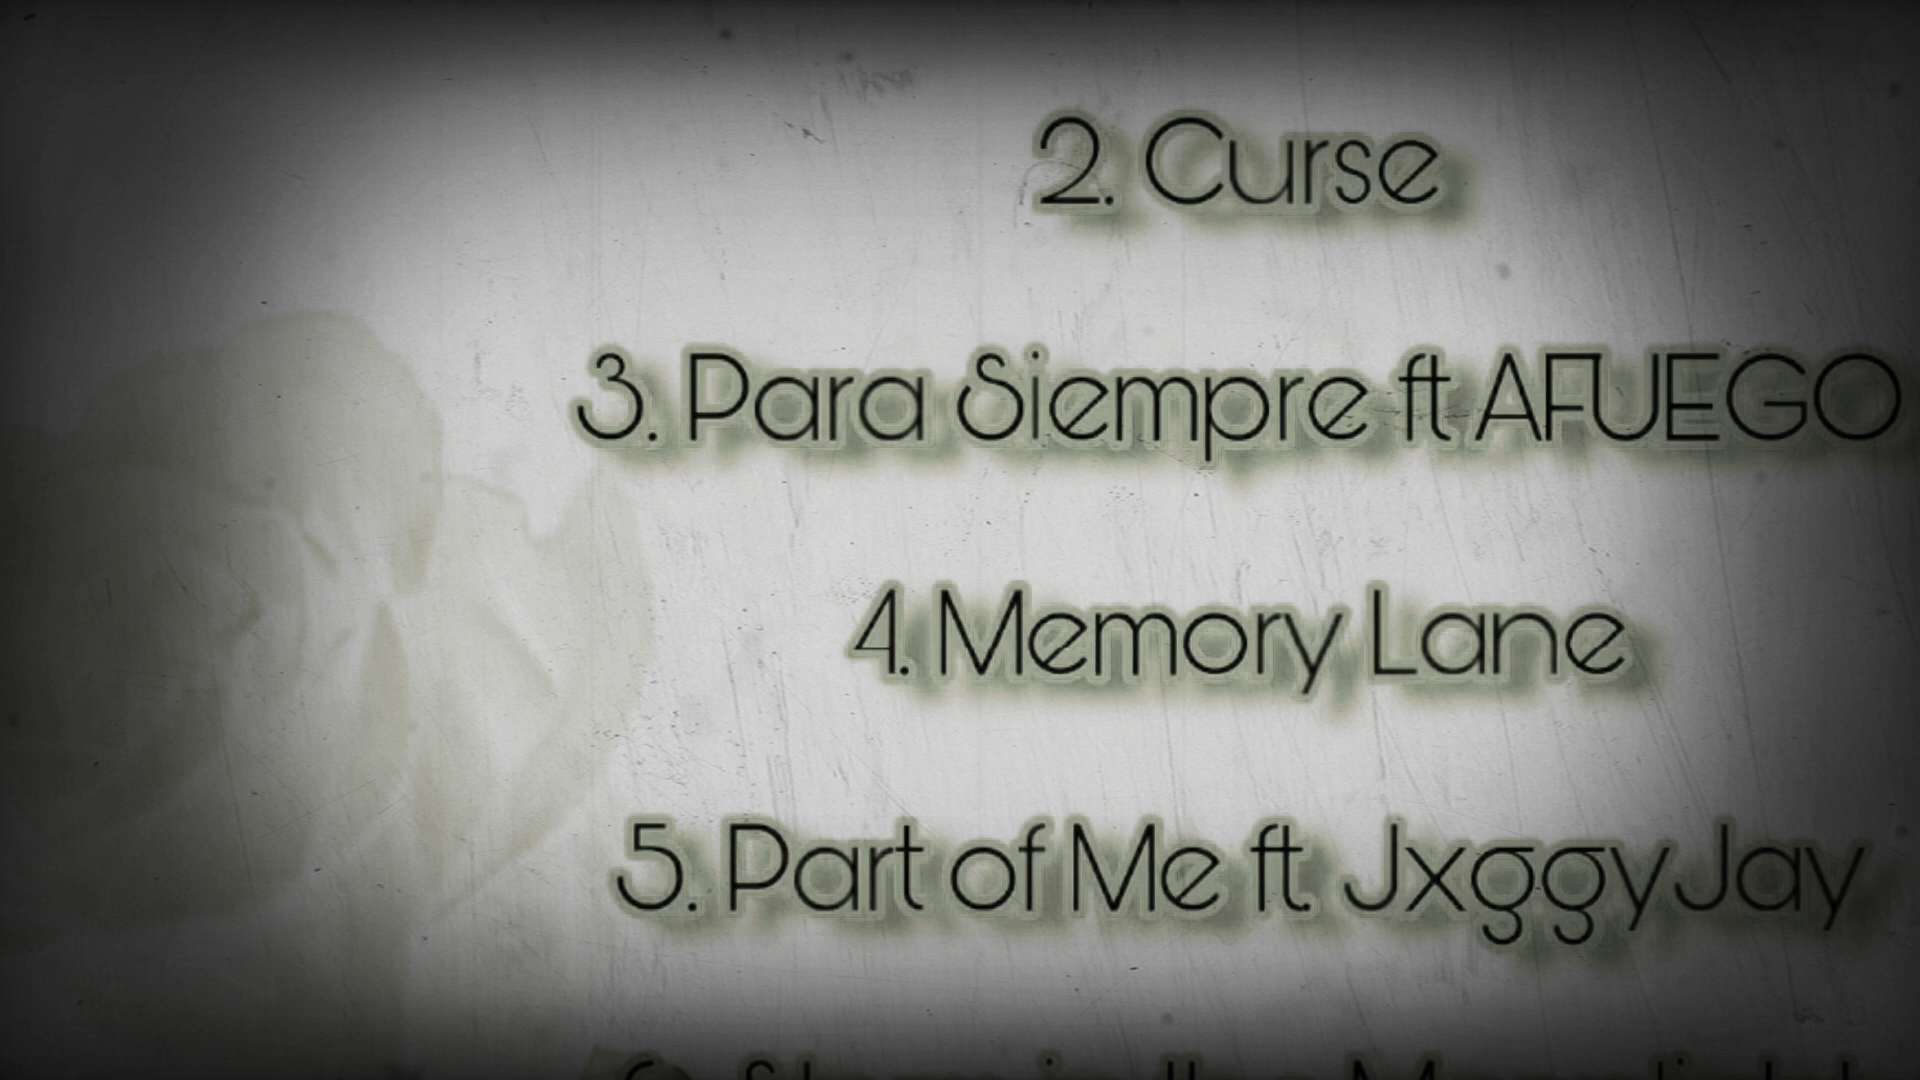 2. Curse
3. Para Siempre ft AFUEGO
4. Memory Lane
5. Part of Me ft. JxggyJay